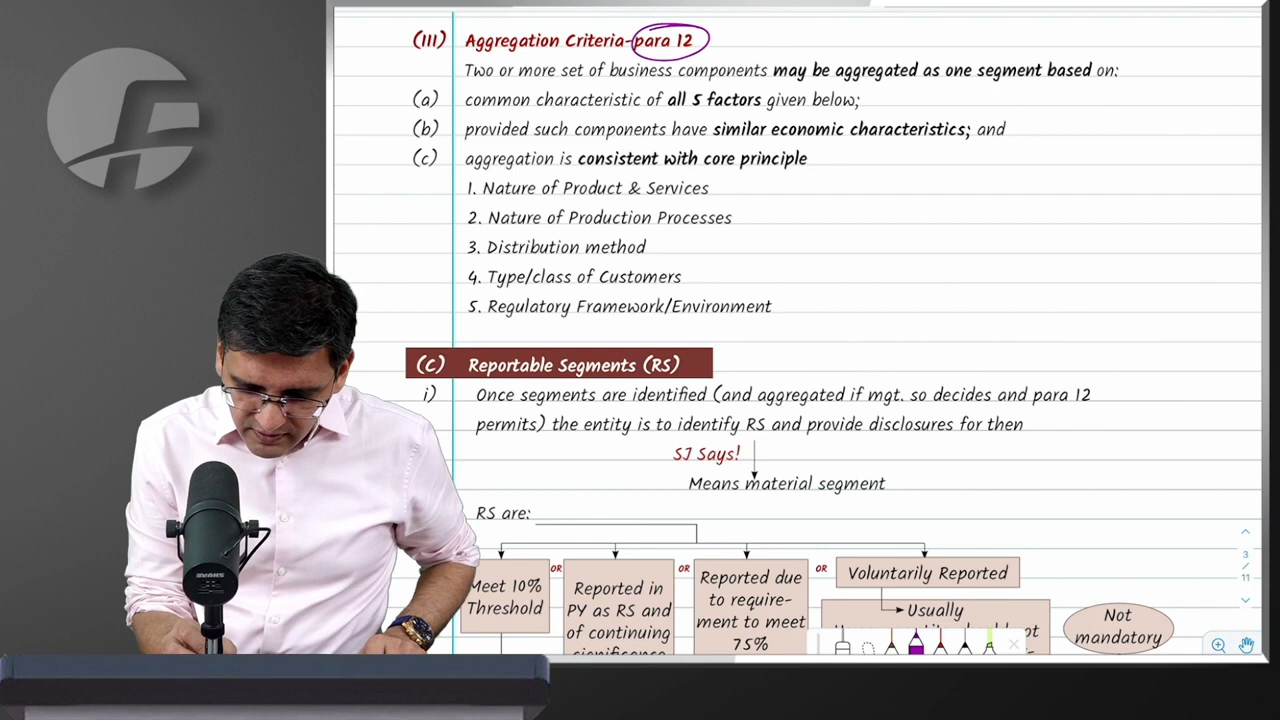 (III) Aggregation Criteria-para 12
Two or more set of business components may be aggregated as one segment based on:
(a) common characteristic of all 5 factors given below;
(b) provided such components have similar economic characteristics; and
(c) aggregation is consistent with core principle
1. Nature of Product & Services
2. Nature of Production Processes
3. Distribution method
4. Type/class of Customers
5. Regulatory Framework/Environment
(C) Reportable Segments (RS)
i) Once segments are identified (and aggregated if mgt. so decides and para 12
permits) the entity is to identify RS and provide disclosures for then
SJ Says!
Means material segment
RS are:
Meet 10%
Threshold
OR
Reported in
PY as RS and
of continuing
significance
OR
Reported due
to require-
ment to meet
75%
OR
Voluntarily Reported
Usually
Not
mandatory
3
/
11
SHURE